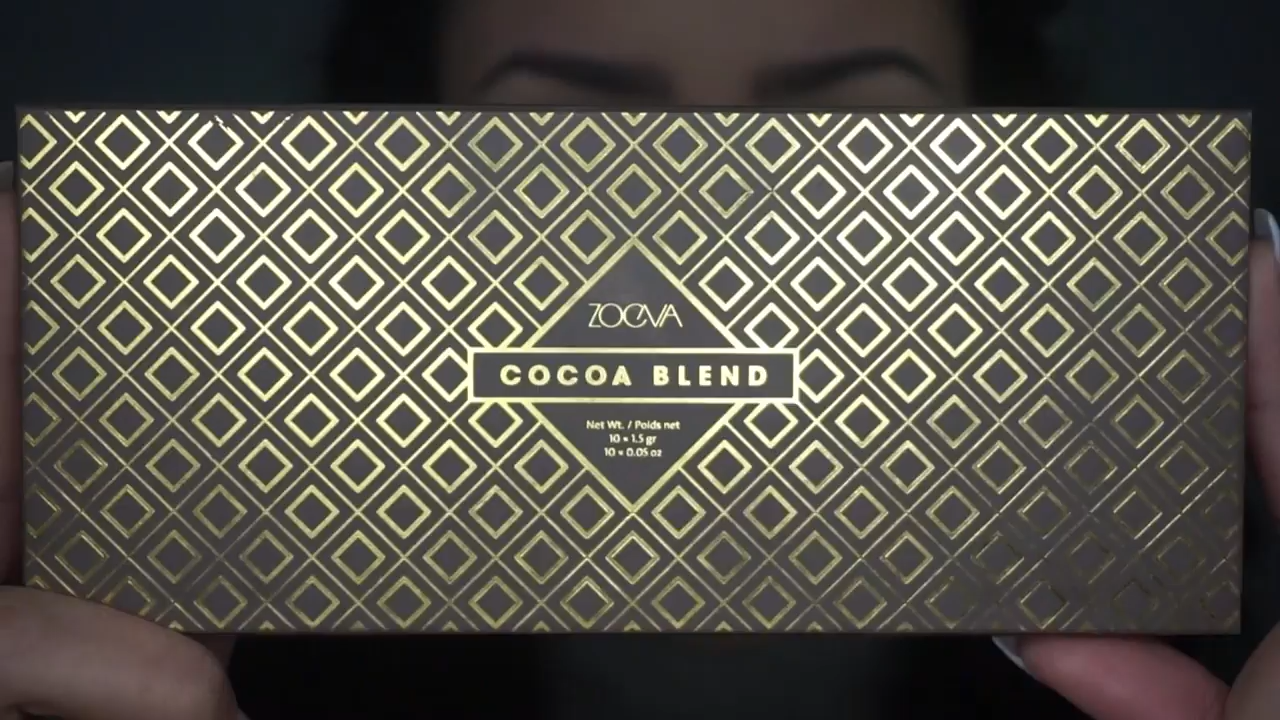 ZOEVA
COCOA BLEND
Net Wt. / Poids net
10 × 1.5 gr
10 × 0.05 oz